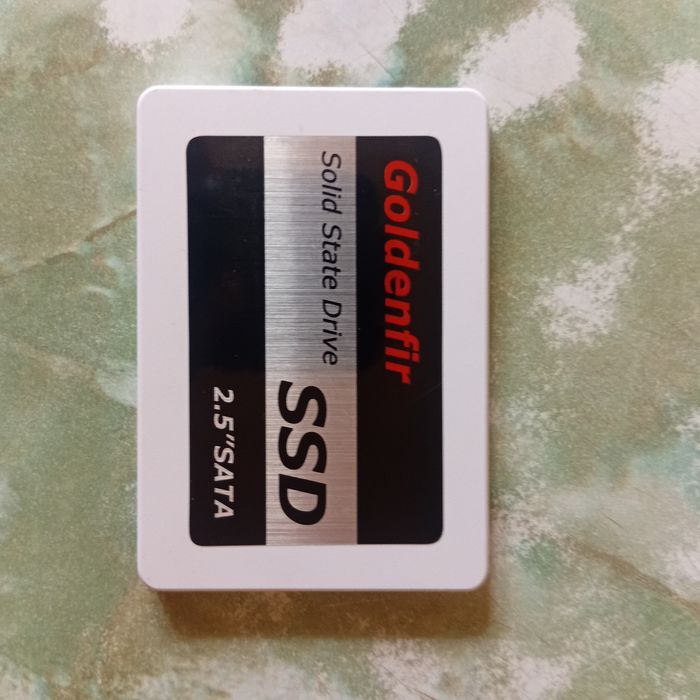 Goldenfir
Solid State Drive
SSD
2.5"SATA